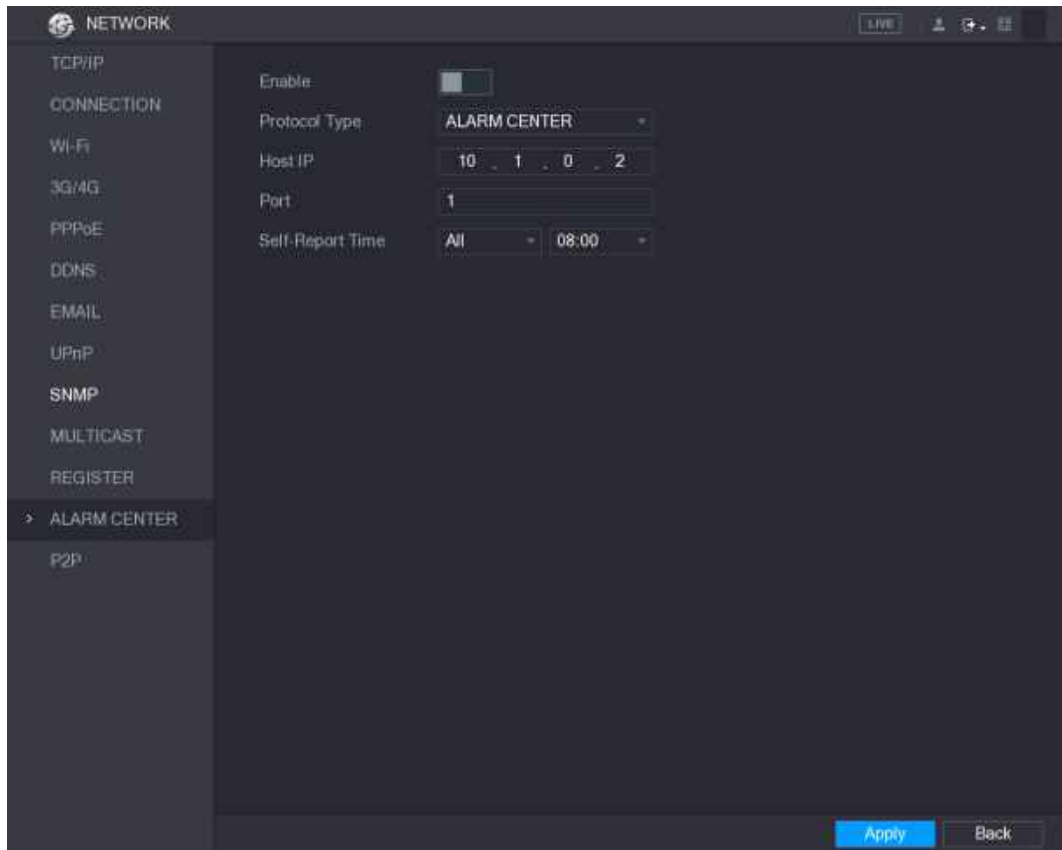 NETWORK
LIVE
TCP/IP
CONNECTION
Wi-Fi
3G/4G
PPPoE
DDNS
EMAIL
UPnP
SNMP
MULTICAST
REGISTER
ALARM CENTER
P2P
Enable
Protocol Type ALARM CENTER
Host IP 10 . 1 . 0 . 2
Port 1
Self-Report Time All 08:00
Apply Back